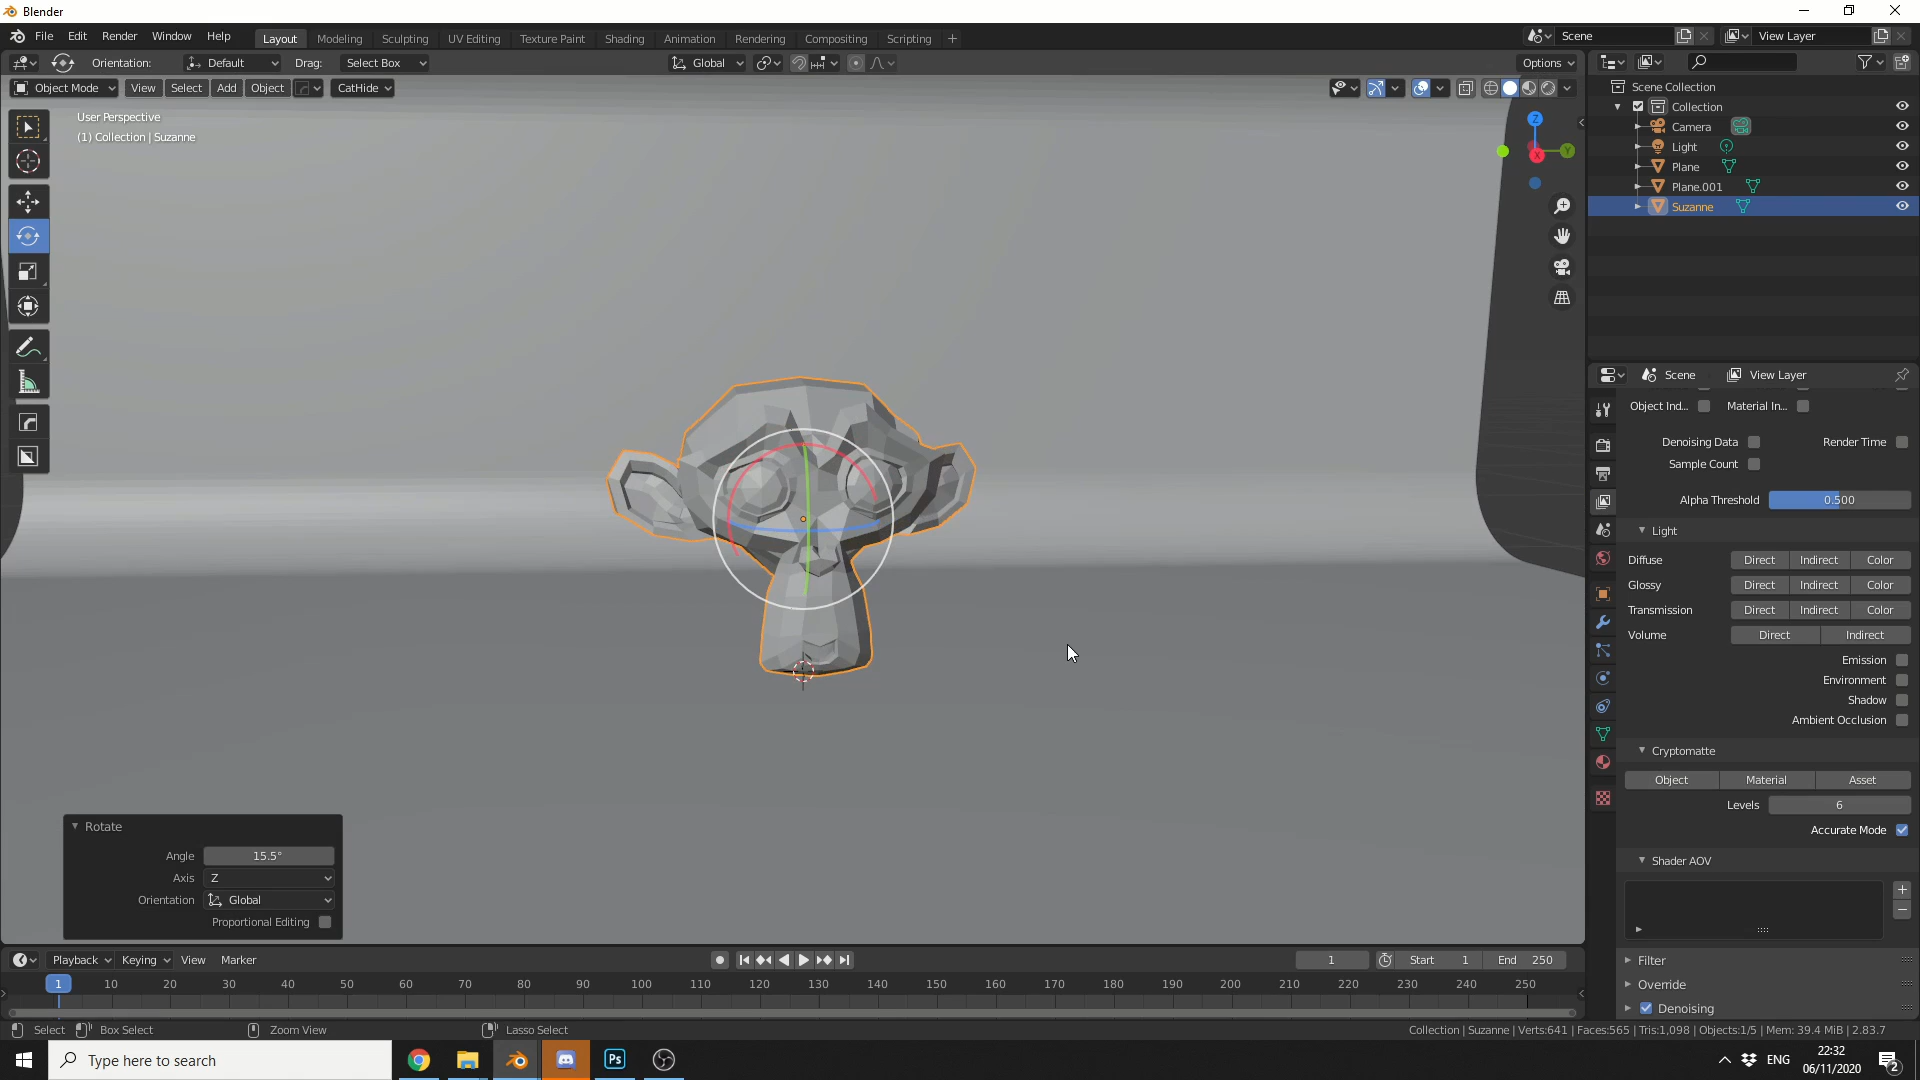 Blender
File Edit Render Window Help Layout Modeling Sculpting UV Editing Texture Paint Shading Animation Rendering Compositing Scripting + Scene View Layer
Orientation: Default Drag: Select Box Global Options
Object Mode View Select Add Object CatHide
User Perspective
(1) Collection | Suzanne
Z
Y
X
Scene Collection
Collection
Camera
Light
Plane
Plane.001
Suzanne
Scene View Layer
Object Ind... Material In...
Denoising Data Render Time
Sample Count
Alpha Threshold 0.500
Light
Diffuse Direct Indirect Color
Glossy Direct Indirect Color
Transmission Direct Indirect Color
Volume Direct Indirect
Emission
Environment
Shadow
Ambient Occlusion
Cryptomatte
Object Material Asset
Levels 6
Accurate Mode
Shader AOV
Filter
Override
Denoising
Rotate
Angle 15.5°
Axis Z
Orientation Global
Proportional Editing
Playback Keying View Marker 1 Start 1 End 250
1 10 20 30 40 50 60 70 80 90 100 110 120 130 140 150 160 170 180 190 200 210 220 230 240 250
Select Box Select Zoom View Lasso Select Collection | Suzanne | Verts:641 | Faces:565 | Tris:1,098 | Objects:1/5 | Mem: 39.4 MiB | 2.83.7
Type here to search Ps ENG 22:32
06/11/2020 2